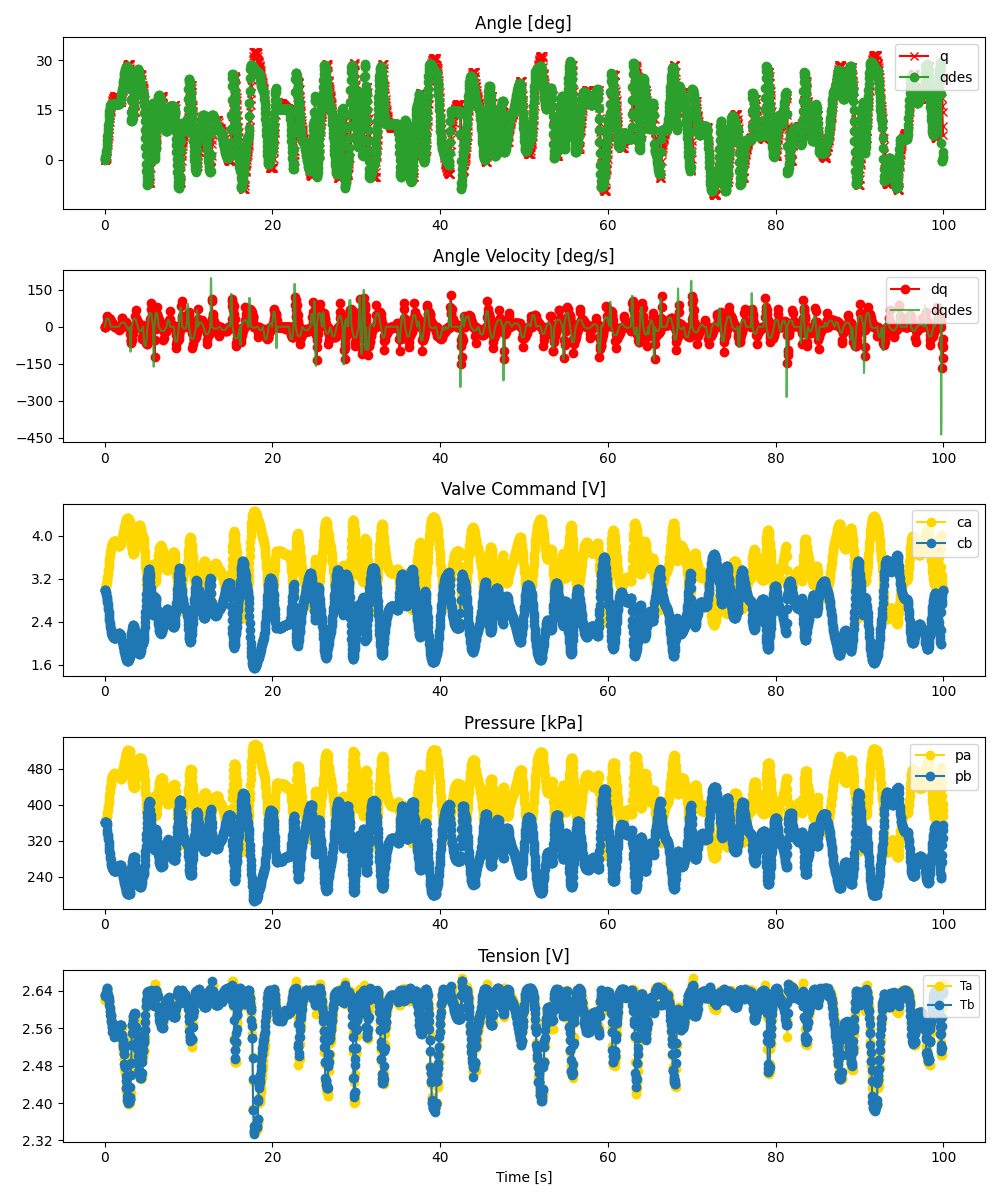 Angle [deg]
30
15
0
q
qdes
0 20 40 60 80 100
Angle Velocity [deg/s]
150
0
−150
−300
−450
dq
dqdes
0 20 40 60 80 100
Valve Command [V]
4.0
3.2
2.4
1.6
ca
cb
0 20 40 60 80 100
Pressure [kPa]
480
400
320
240
pa
pb
0 20 40 60 80 100
Tension [V]
2.64
2.56
2.48
2.40
2.32
Ta
Tb
0 20 40 60 80 100
Time [s]